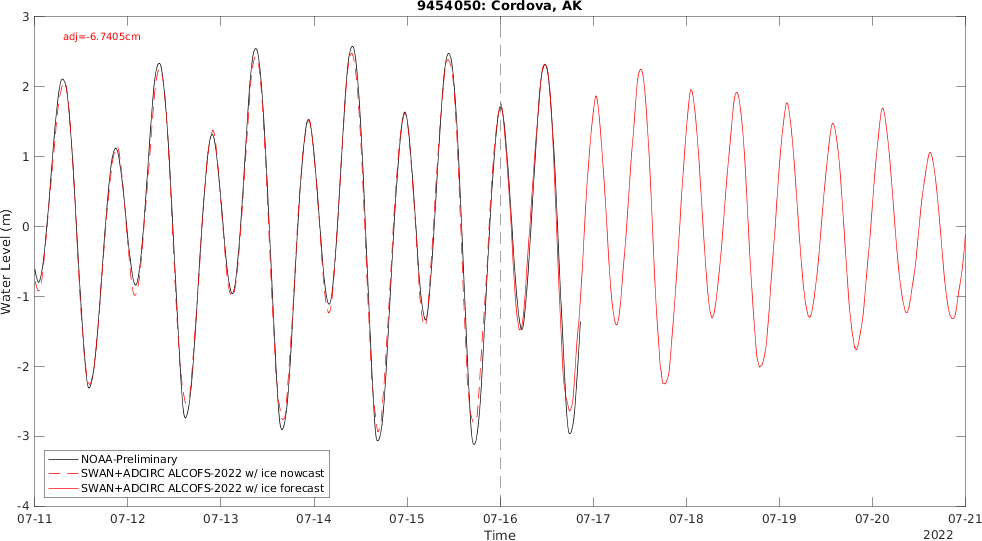 9454050: Cordova, AK
adj=-6.7405cm
3
2
1
0
-1
-2
-3
-4
Water Level (m)
NOAA-Preliminary
SWAN+ADCIRC ALCOFS-2022 w/ ice nowcast
SWAN+ADCIRC ALCOFS-2022 w/ ice forecast
07-11 07-12 07-13 07-14 07-15 07-16 07-17 07-18 07-19 07-20 07-21
Time
2022